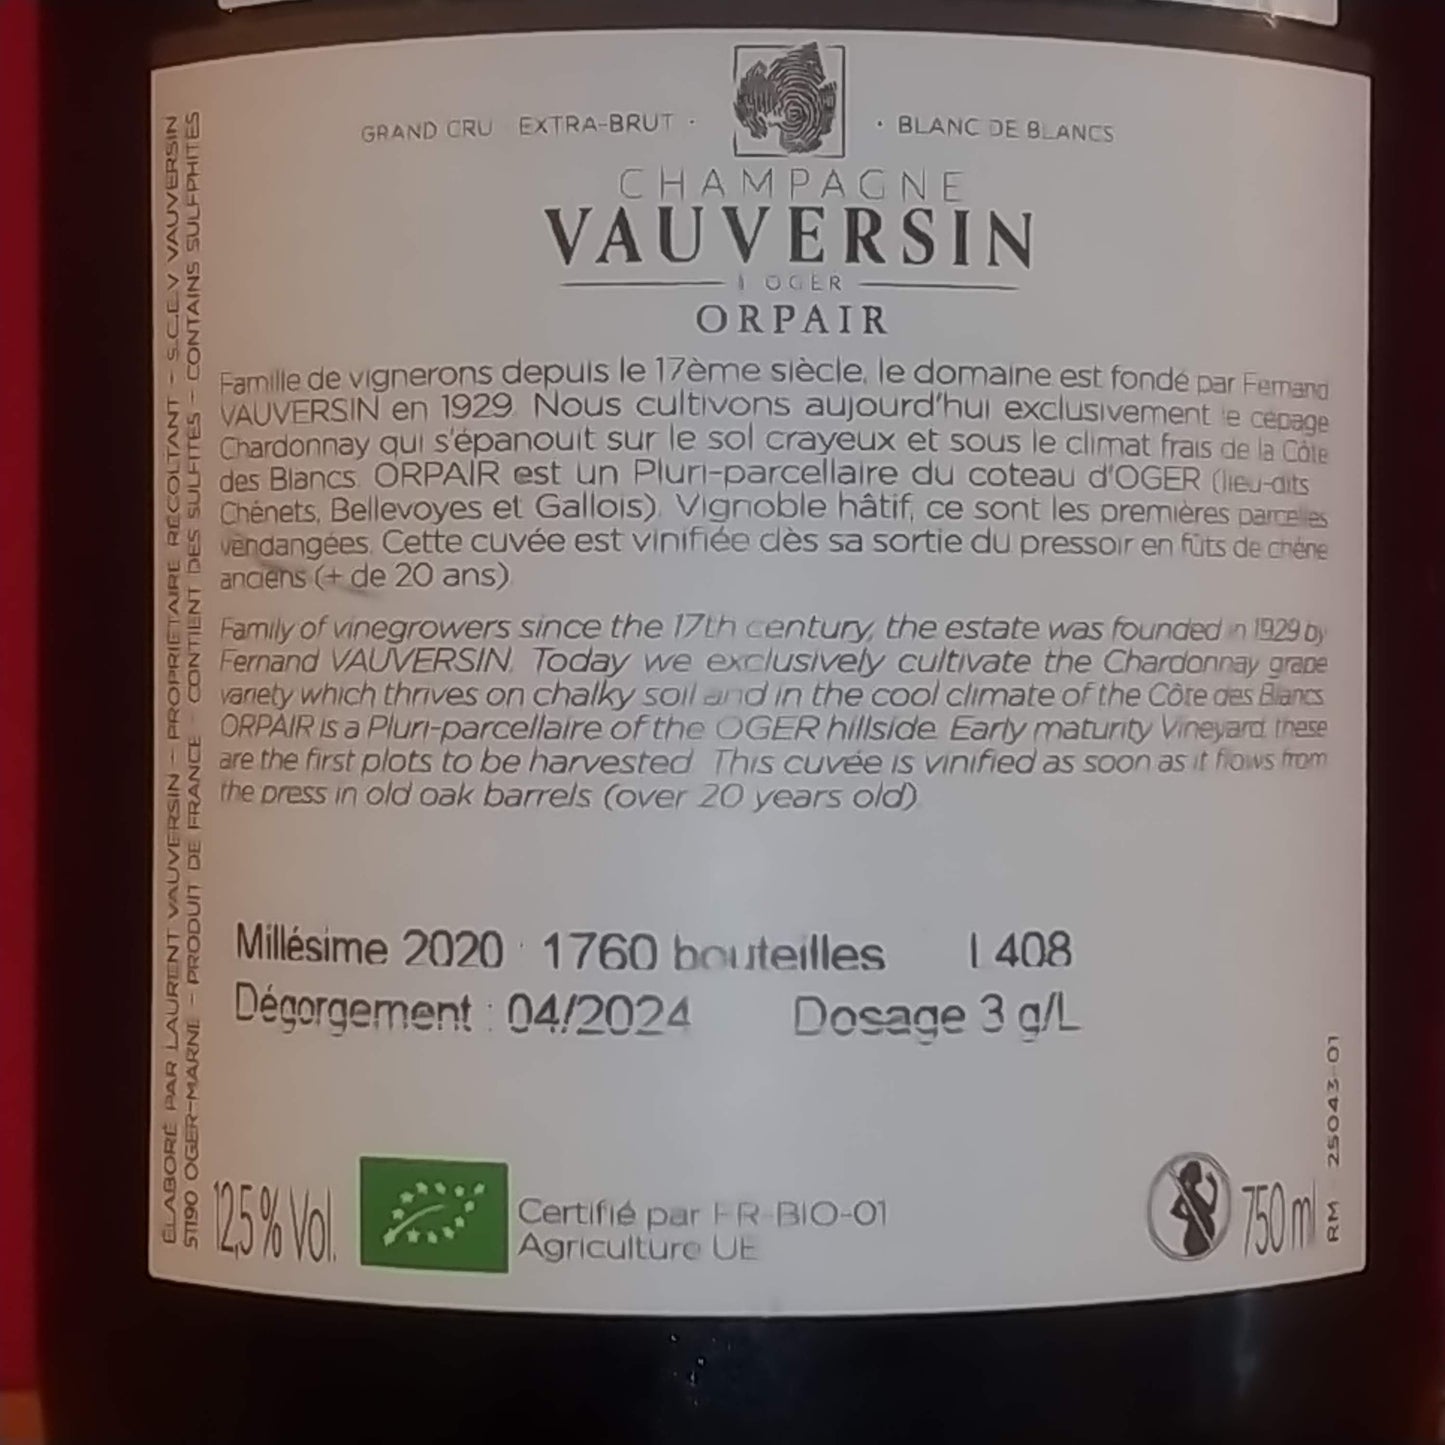 GRAND CRU EXTRA-BRUT · · BLANC DE BLANCS
CHAMPAGNE
VAUVERSIN
OGER
ORPAIR
Famille de vignerons depuis le 17ème siècle, le domaine est fondé par Fernand
VAUVERSIN en 1929. Nous cultivons aujourd'hui exclusivement le cépage
Chardonnay qui s'épanouit sur le sol crayeux et sous le climat frais de la Côte
des Blancs. ORPAIR est un Pluri-parcellaire du coteau d'OGER (lieu-dits
Chênets, Bellevoyes et Gallois). Vignoble hâtif, ce sont les premières parcelles
vendangées. Cette cuvée est vinifiée dès sa sortie du pressoir en fûts de chêne
anciens (+ de 20 ans).
Family of vinegrowers since the 17th century, the estate was founded in 1929 by
Fernand VAUVERSIN. Today we exclusively cultivate the Chardonnay grape
variety which thrives on chalky soil and in the cool climate of the Côte des Blancs.
ORPAIR is a Pluri-parcellaire of the OGER hillside. Early maturity Vineyard, these
are the first plots to be harvested. This cuvée is vinified as soon as it flows from
the press in old oak barrels (over 20 years old).
Millésime 2020 · 1760 bouteilles L 408
Dégorgement : 04/2024 Dosage 3 g/L
12,5% Vol.
Certifié par FR-BIO-01
Agriculture UE
750 ml
RM 25043-01
ÉLABORÉ PAR LAURENT VAUVERSIN - PROPRIÉTAIRE RÉCOLTANT - S.C.E.V VAUVERSIN
51190 OGER-MARNE - PRODUIT DE FRANCE - CONTIENT DES SULFITES - CONTAINS SULFPHITES